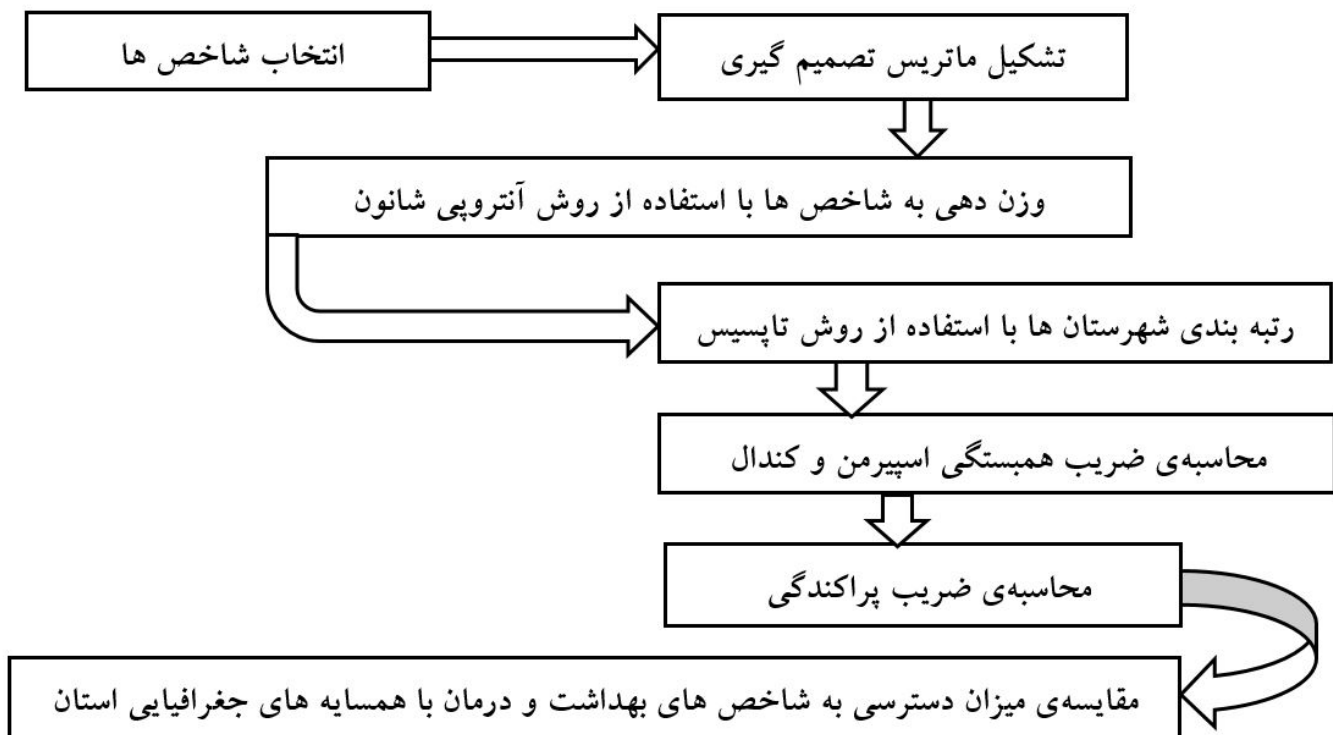 انتخاب شاخص ها
تشکیل ماتریس تصمیم گیری
وزن دهی به شاخص ها با استفاده از روش آنتروپی شانون
رتبه بندی شهرستان ها با استفاده از روش تاپسیس
محاسبه‌ی ضریب همبستگی اسپیرمن و کندال
محاسبه‌ی ضریب پراکندگی
مقایسه‌ی میزان دسترسی به شاخص های بهداشت و درمان با همسایه های جغرافیایی استان